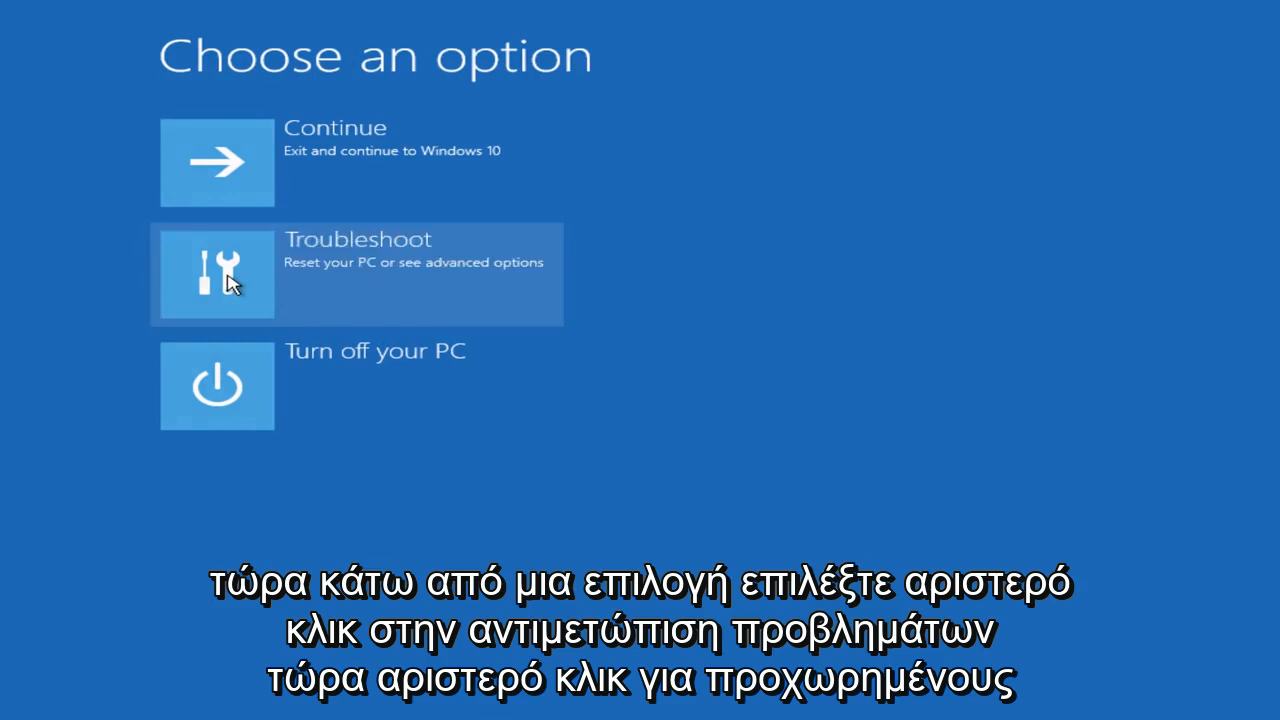 Choose an option
Continue
Exit and continue to Windows 10
Troubleshoot
Reset your PC or see advanced options
Turn off your PC
τώρα κάτω από μια επιλογή επιλέξτε αριστερό
κλικ στην αντιμετώπιση προβλημάτων
τώρα αριστερό κλικ για προχωρημένους